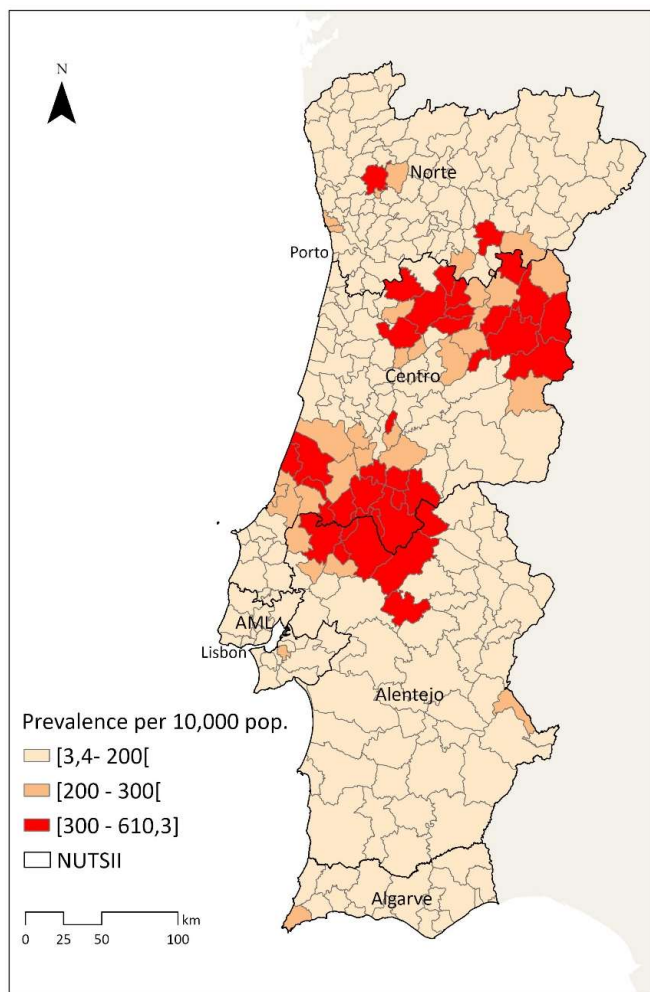 N
Norte
Porto
Centro
AML
Lisbon
Alentejo
Prevalence per 10,000 pop.
[3,4- 200[
[200 - 300[
[300 - 610,3]
NUTSII
Algarve
km
0 25 50 100